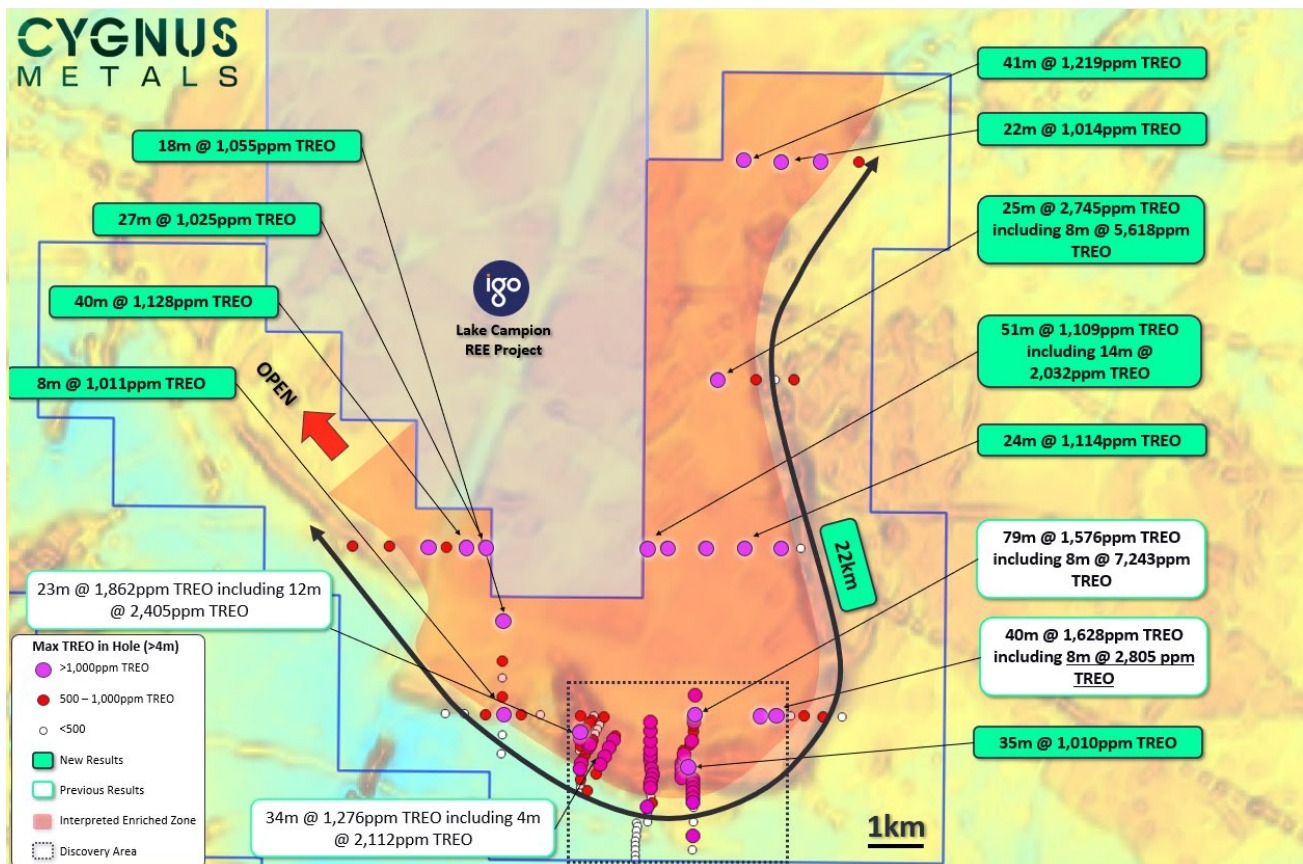 CYGNUS
METALS
41m @ 1,219ppm TREO
22m @ 1,014ppm TREO
18m @ 1,055ppm TREO
27m @ 1,025ppm TREO
40m @ 1,128ppm TREO
8m @ 1,011ppm TREO
25m @ 2,745ppm TREO
including 8m @ 5,618ppm
TREO
igo
Lake Campion
REE Project
OPEN
51m @ 1,109ppm TREO
including 14m @
2,032ppm TREO
24m @ 1,114ppm TREO
22km
79m @ 1,576ppm TREO
including 8m @ 7,243ppm
TREO
23m @ 1,862ppm TREO including 12m
@ 2,405ppm TREO
40m @ 1,628ppm TREO
including 8m @ 2,805 ppm
TREO
35m @ 1,010ppm TREO
34m @ 1,276ppm TREO including 4m
@ 2,112ppm TREO
1km
Max TREO in Hole (>4m)
>1,000ppm TREO
500 – 1,000ppm TREO
<500
New Results
Previous Results
Interpreted Enriched Zone
Discovery Area